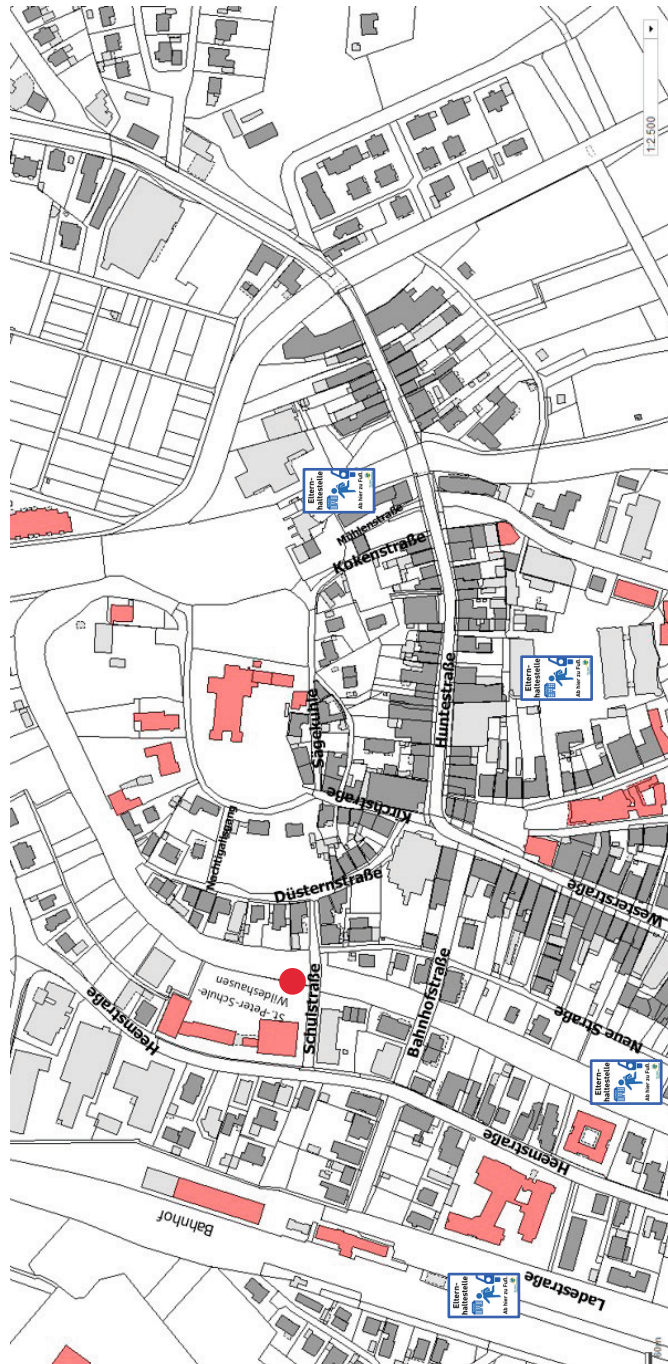 1:2.500
Eltern-
haltestelle
Ab hier zu Fuß
Mühlenstraße
Kokenstraße
Huntestraße
Sägekuhle
Kirchstraße
Eltern-
haltestelle
Ab hier zu Fuß
Nachtigallengang
Düsternstraße
Westerstraße
St.-Peter-Schule-
Wildeshausen
Schulstraße
Bahnhofstraße
Neue Straße
Heemstraße
Eltern-
haltestelle
Ab hier zu Fuß
Heemstraße
Bahnhof
Ladestraße
Eltern-
haltestelle
Ab hier zu Fuß